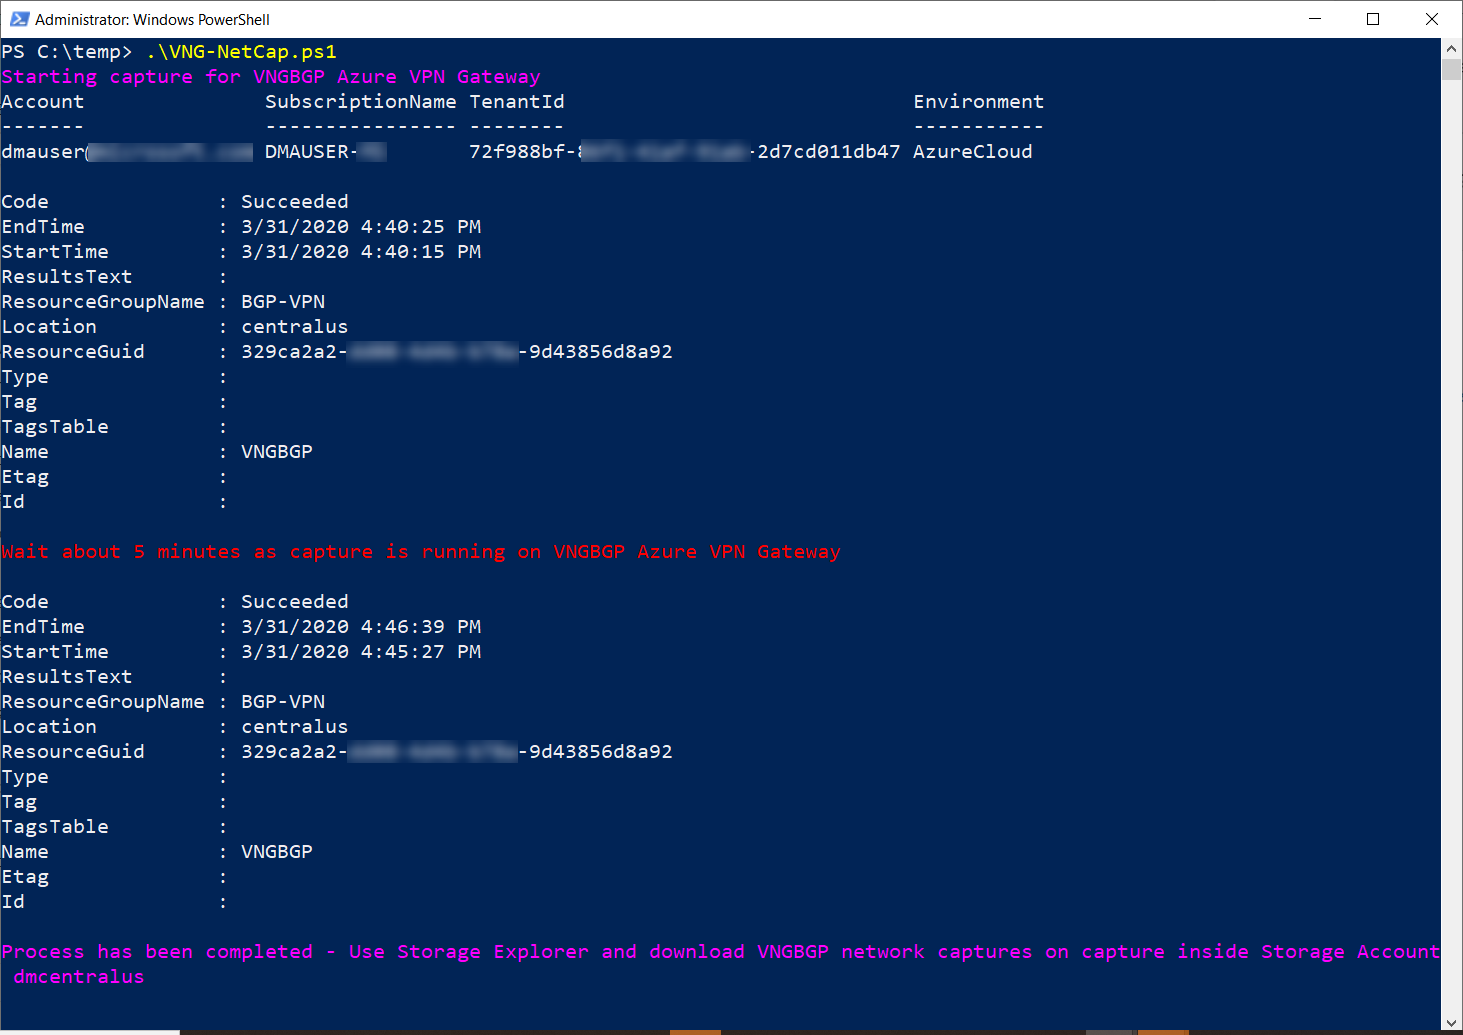 Administrator: Windows PowerShell
PS C:\temp> .\VNG-NetCap.ps1
Starting capture for VNGBGP Azure VPN Gateway
Account SubscriptionName TenantId Environment
------- ---------------- -------- -----------
dmauser@ DMAUSER- 72f988bf- -2d7cd011db47 AzureCloud
Code : Succeeded
EndTime : 3/31/2020 4:40:25 PM
StartTime : 3/31/2020 4:40:15 PM
ResultsText :
ResourceGroupName : BGP-VPN
Location : centralus
ResourceGuid : 329ca2a2- -9d43856d8a92
Type :
Tag :
TagsTable :
Name : VNGBGP
Etag :
Id :
Wait about 5 minutes as capture is running on VNGBGP Azure VPN Gateway
Code : Succeeded
EndTime : 3/31/2020 4:46:39 PM
StartTime : 3/31/2020 4:45:27 PM
ResultsText :
ResourceGroupName : BGP-VPN
Location : centralus
ResourceGuid : 329ca2a2- -9d43856d8a92
Type :
Tag :
TagsTable :
Name : VNGBGP
Etag :
Id :
Process has been completed - Use Storage Explorer and download VNGBGP network captures on capture inside Storage Account
dmcentralus